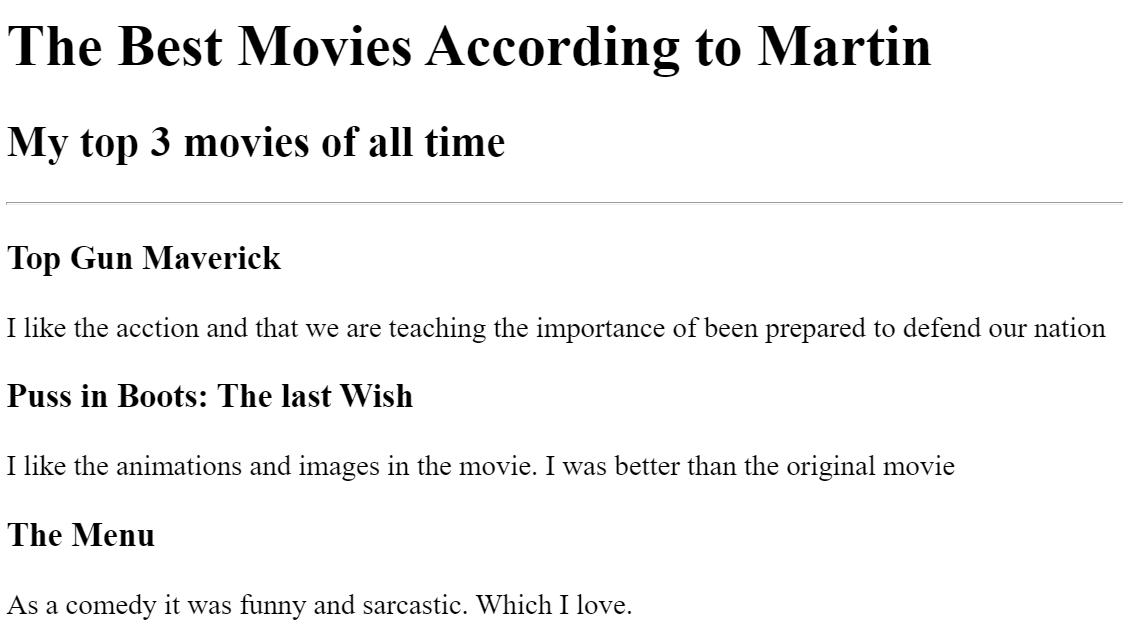 The Best Movies According to Martin
My top 3 movies of all time
Top Gun Maverick
I like the acction and that we are teaching the importance of been prepared to defend our nation
Puss in Boots: The last Wish
I like the animations and images in the movie. I was better than the original movie
The Menu
As a comedy it was funny and sarcastic. Which I love.